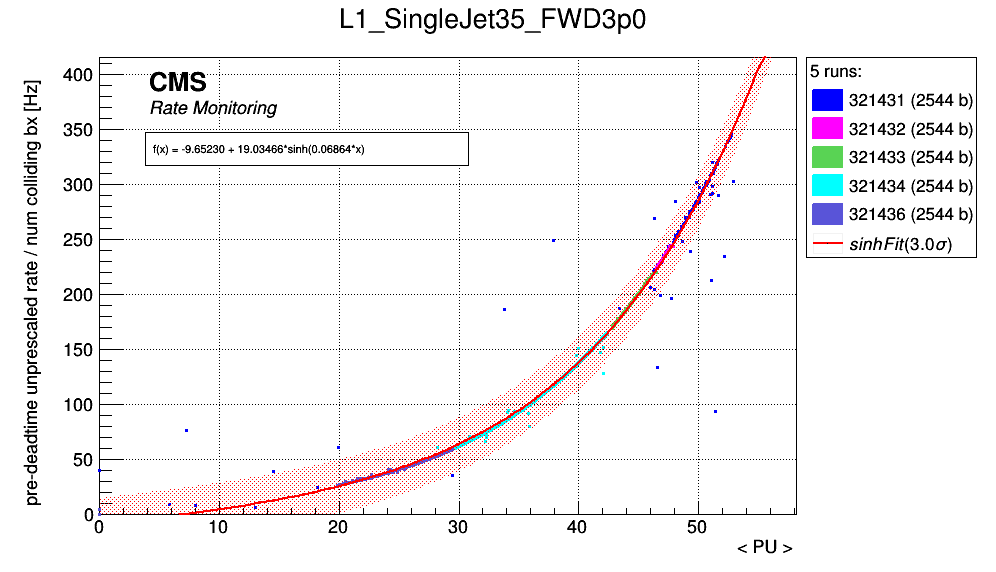 L1_SingleJet35_FWD3p0
pre-deadtime unprescaled rate / num colliding bx [Hz]
400
350
300
250
200
150
100
50
0
CMS
Rate Monitoring
f(x) = -9.65230 + 19.03466*sinh(0.06864*x)
0 10 20 30 40 50
< PU >
5 runs:
321431 (2544 b)
321432 (2544 b)
321433 (2544 b)
321434 (2544 b)
321436 (2544 b)
sinhFit(3.0σ)